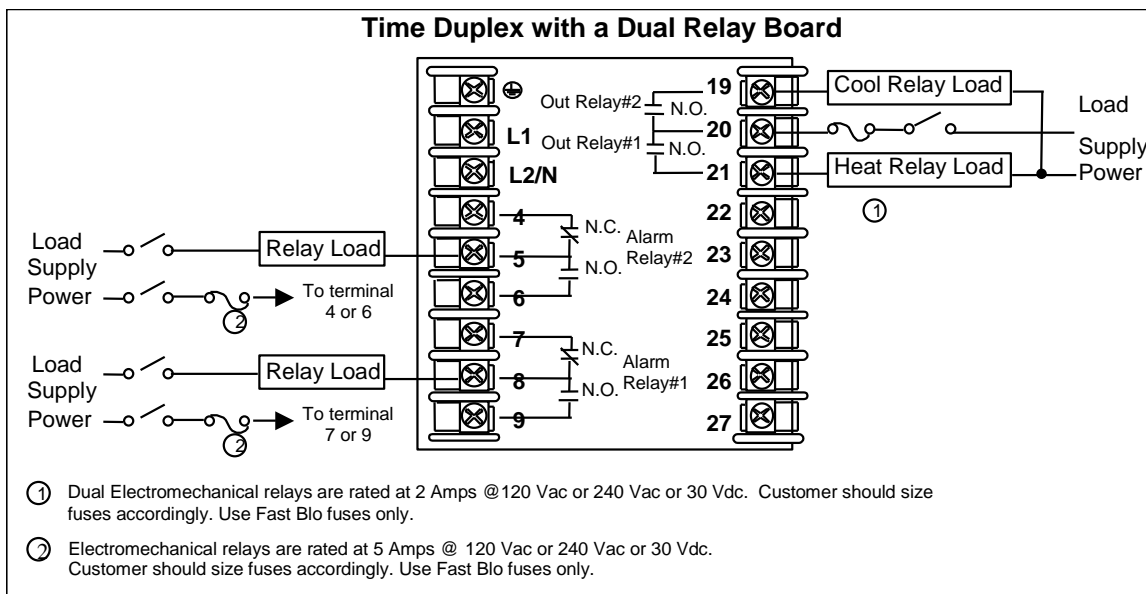 Time Duplex with a Dual Relay Board
L1
L2/N
4
5
6
7
8
9
N.C.
Alarm
Relay#2
N.O.
N.C.
Alarm
Relay#1
N.O.
Out Relay#2
N.O.
Out Relay#1
N.O.
19
20
21
22
23
24
25
26
27
Cool Relay Load
Load
Supply
Power
Heat Relay Load
1
Load
Supply
Power
Relay Load
2
To terminal
4 or 6
Load
Supply
Power
Relay Load
2
To terminal
7 or 9
1 Dual Electromechanical relays are rated at 2 Amps @120 Vac or 240 Vac or 30 Vdc. Customer should size
fuses accordingly. Use Fast Blo fuses only.
2 Electromechanical relays are rated at 5 Amps @ 120 Vac or 240 Vac or 30 Vdc.
Customer should size fuses accordingly. Use Fast Blo fuses only.